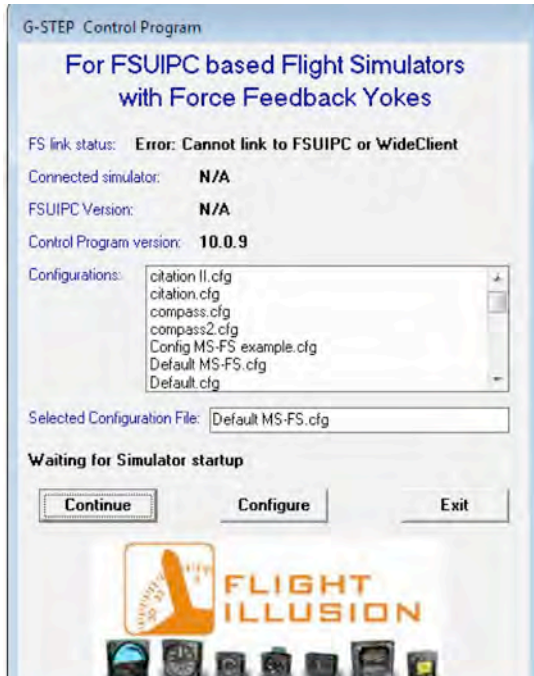 G-STEP Control Program
For FSUIPC based Flight Simulators
with Force Feedback Yokes
FS link status: Error: Cannot link to FSUIPC or WideClient
Connected simulator: N/A
FSUIPC Version: N/A
Control Program version: 10.0.9
Configurations: citation II.cfg
citation.cfg
compass.cfg
compass2.cfg
Config MS-FS example.cfg
Default MS-FS.cfg
Default.cfg
Selected Configuration File: Default MS-FS.cfg
Waiting for Simulator startup
Continue Configure Exit
FLIGHT
ILLUSION